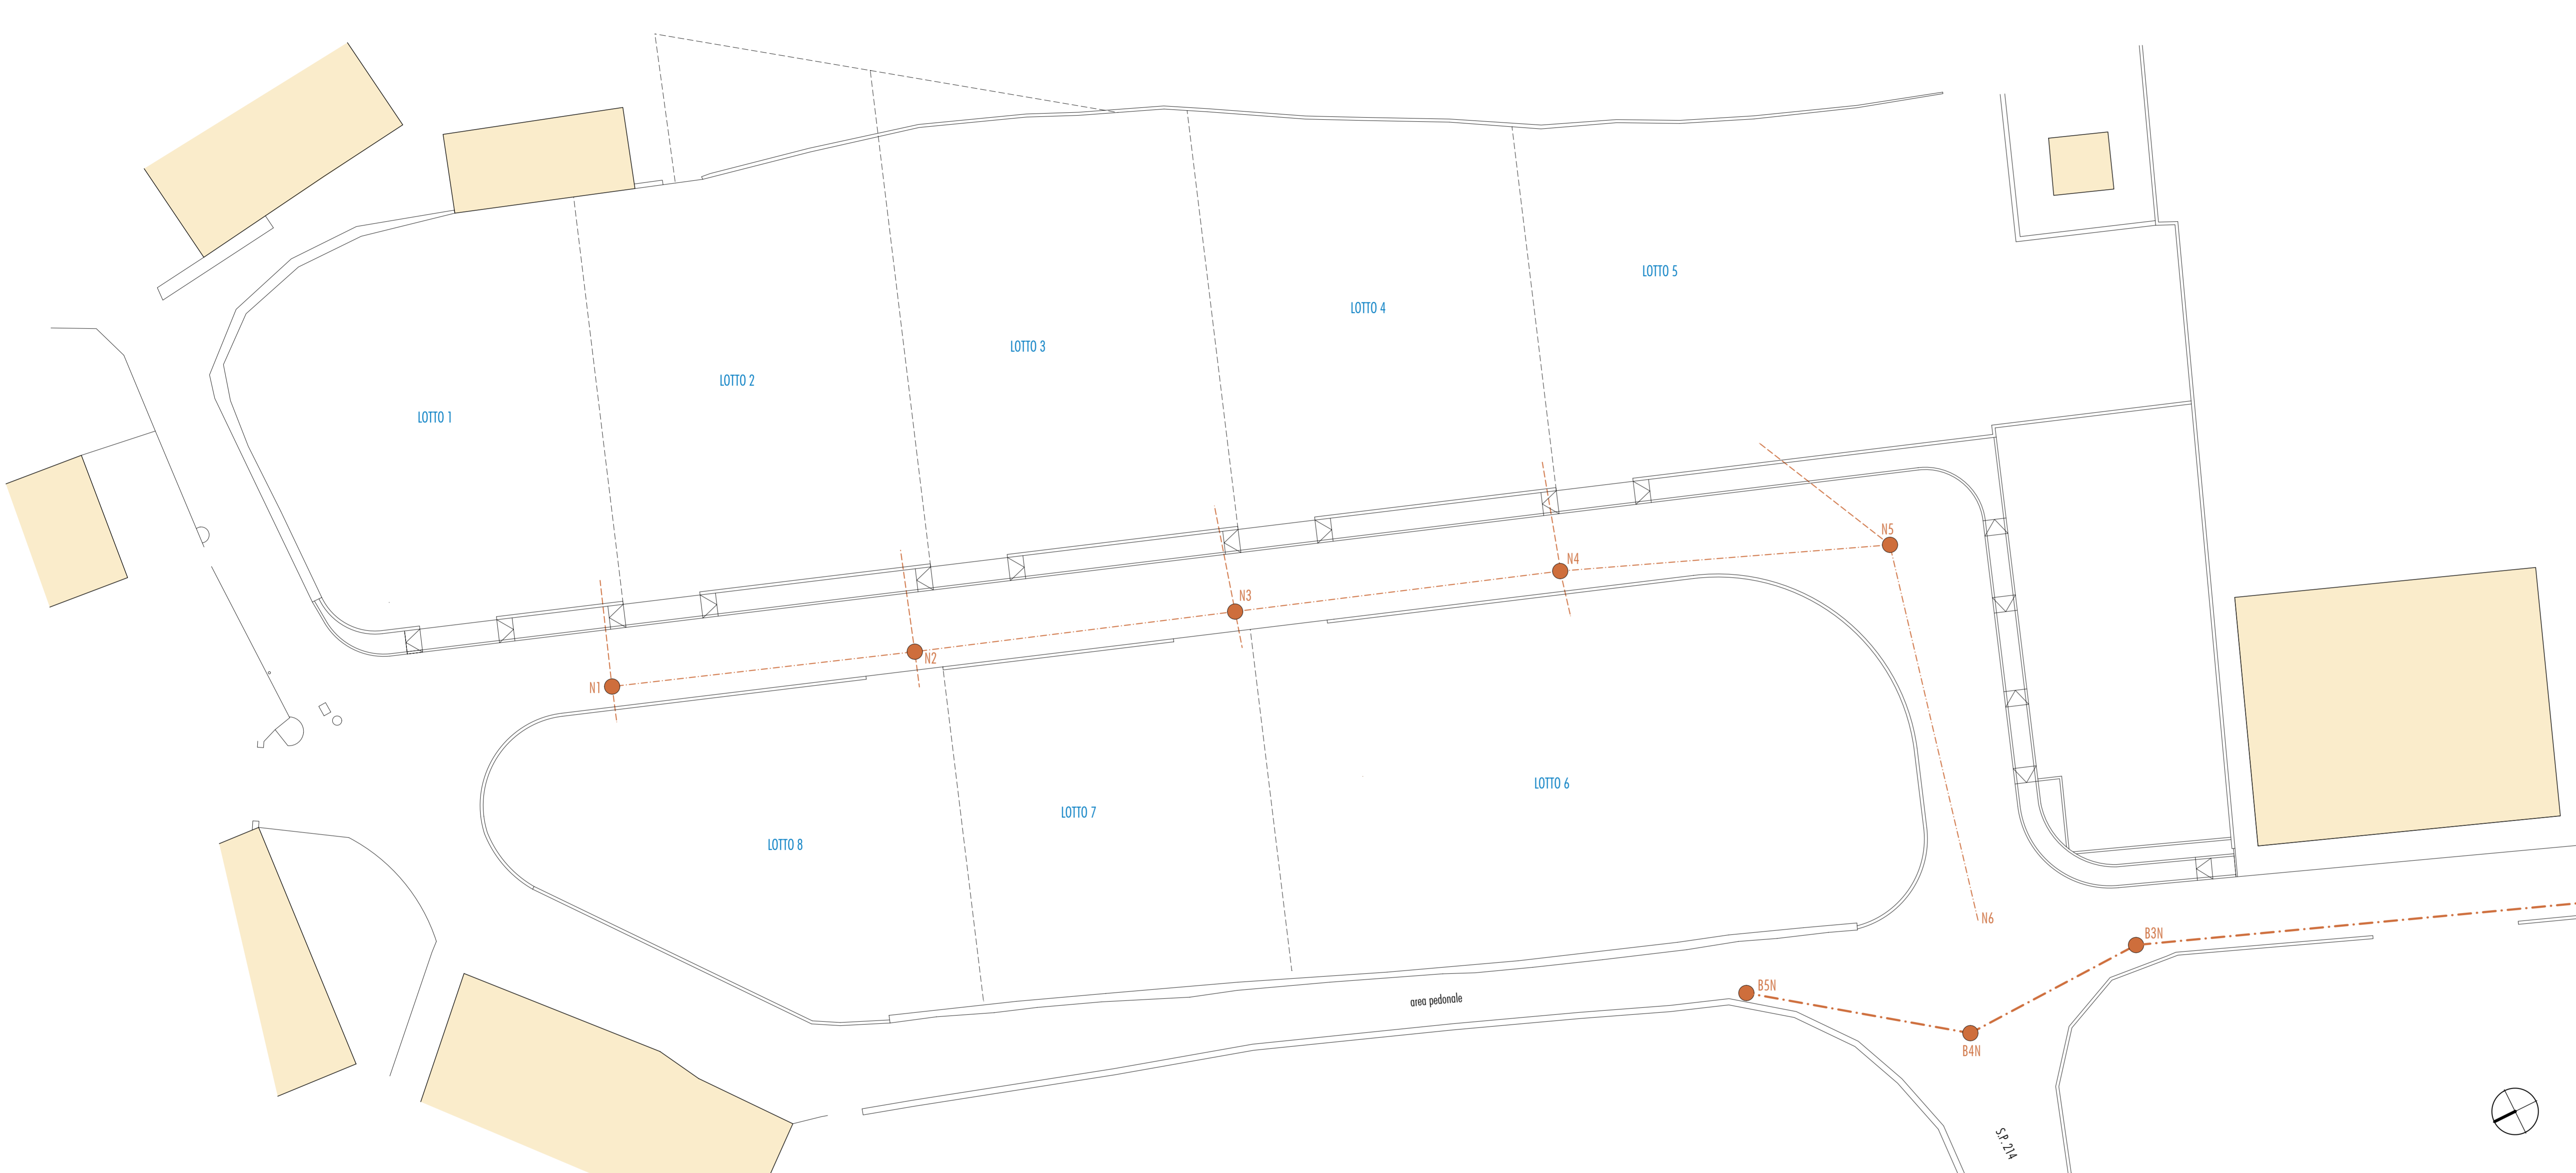 LOTTO 5
LOTTO 4
LOTTO 3
LOTTO 2
LOTTO 1
N5
N4
N3
N2
N1
LOTTO 6
LOTTO 7
LOTTO 8
N6
B3N
B5N
area pedonale
B4N
S.P. 214